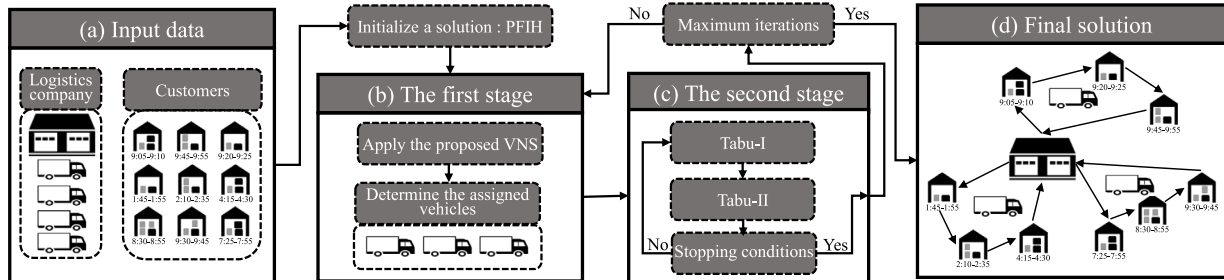 (a) Input data
Logistics
company
Customers
9:05-9:10
9:45-9:55
9:20-9:25
1:45-1:55
2:10-2:35
4:15-4:30
8:30-8:55
9:30-9:45
7:25-7:55
Initialize a solution : PFIH
(b) The first stage
Apply the proposed VNS
Determine the assigned
vehicles
No
Maximum iterations
Yes
(c) The second stage
Tabu-I
Tabu-II
No
Stopping conditions
Yes
(d) Final solution
9:05-9:10
9:20-9:25
9:45-9:55
1:45-1:55
2:10-2:35
4:15-4:30
7:25-7:55
8:30-8:55
9:30-9:45